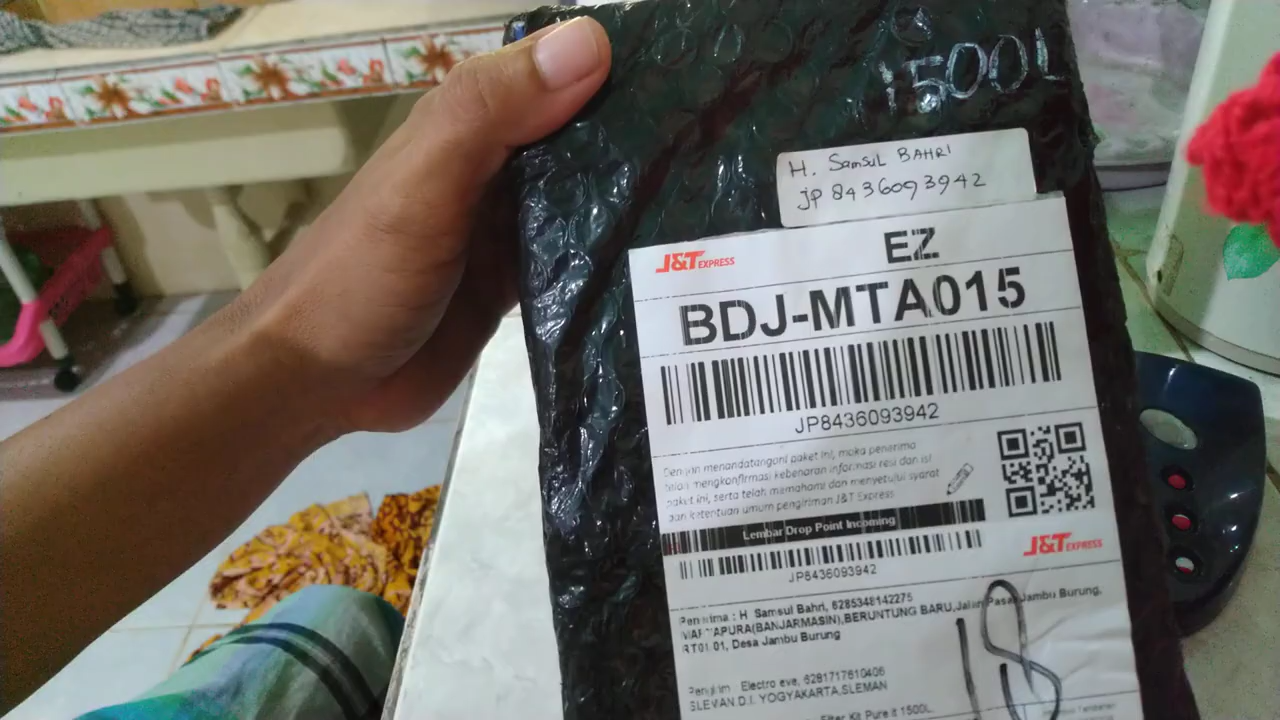 1500L
H. Samsul BAHRI
JP 8436093942
J&T EXPRESS
EZ
BDJ-MTA015
JP8436093942
Dengan menandatangani paket ini, maka penerima
telah mengkonfirmasi kebenaran informasi resi dan isi
paket ini, serta telah memahami dan menyetujui syarat
dan ketentuan umum pengiriman J&T Express
Lembar Drop Point Incoming
J&T EXPRESS
JP8436093942
Penerima : H Samsul Bahri, 6285348142275
MARTAPURA(BANJARMASIN),BERUNTUNG BARU,Jalan Pasar Jambu Burung,
RT01.01, Desa Jambu Burung
18
Pengirim : Electro eve, 6281717610406
SLEMAN,D.I. YOGYAKARTA,SLEMAN
Filter Kit Pure it 1500L